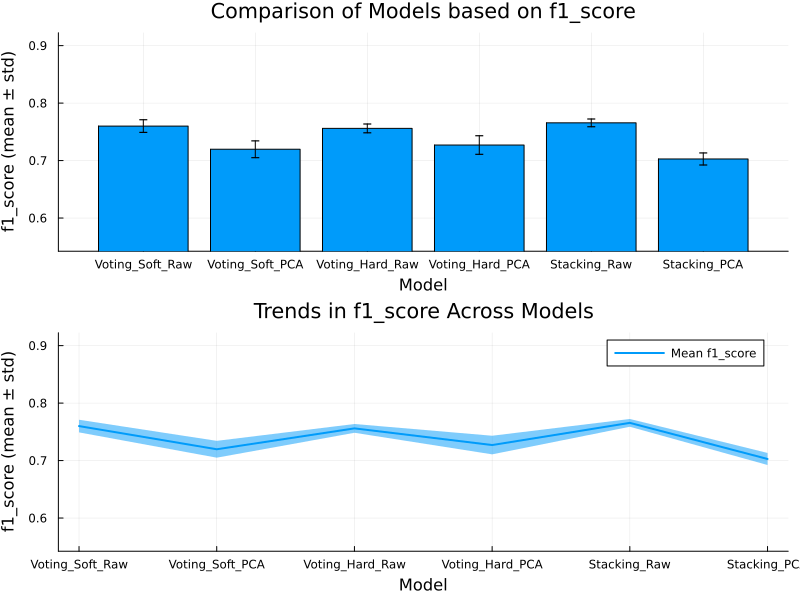 Comparison of Models based on f1_score
f1_score (mean ± std)
0.9
0.8
0.7
0.6
Voting_Soft_Raw Voting_Soft_PCA Voting_Hard_Raw Voting_Hard_PCA Stacking_Raw Stacking_PCA
Model
Trends in f1_score Across Models
f1_score (mean ± std)
Mean f1_score
0.9
0.8
0.7
0.6
Voting_Soft_Raw Voting_Soft_PCA Voting_Hard_Raw Voting_Hard_PCA Stacking_Raw Stacking_PC
Model